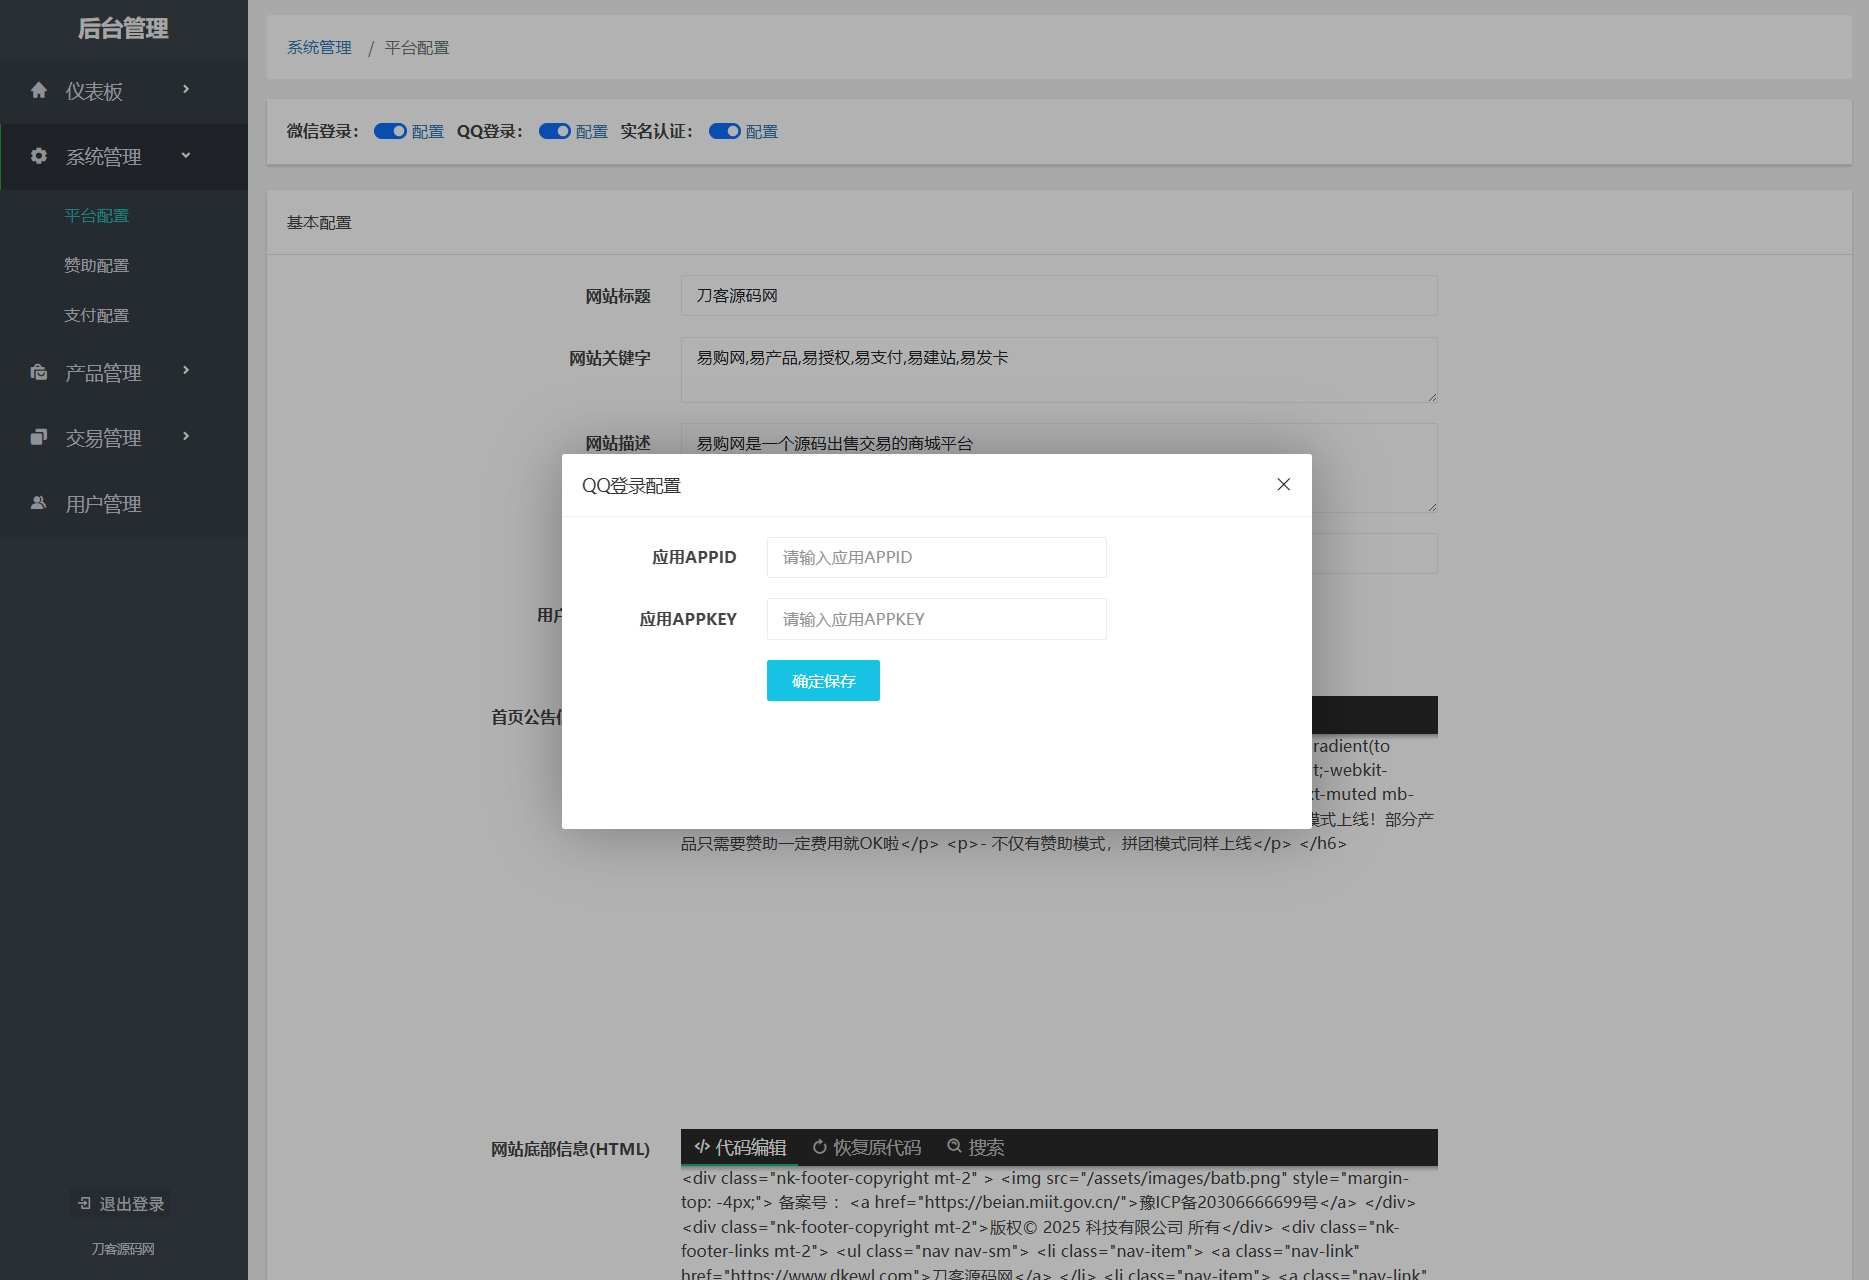 后台管理
仪表板
系统管理
平台配置
赞助配置
支付配置
产品管理
交易管理
用户管理
退出登录
刀客源码网
系统管理 / 平台配置
微信登录： 配置 QQ登录： 配置 实名认证： 配置
基本配置
网站标题 刀客源码网
网站关键字 易购网,易产品,易授权,易支付,易建站,易发卡
网站描述 易购网是一个源码出售交易的商城平台
QQ登录配置
应用APPID 请输入应用APPID
应用APPKEY 请输入应用APPKEY
确定保存
用户
首页公告
radient(to
t;-webkit-
t-muted mb-
模式上线！部分产
品只需要赞助一定费用就OK啦</p> <p>- 不仅有赞助模式，拼团模式同样上线</p> </h6>
网站底部信息(HTML) 代码编辑 恢复原代码 搜索
<div class="nk-footer-copyright mt-2" > <img src="/assets/images/batb.png" style="margin-
top: -4px;"> 备案号 ： <a href="https://beian.miit.gov.cn/">豫ICP备20306666699号</a> </div>
<div class="nk-footer-copyright mt-2">版权© 2025 科技有限公司 所有</div> <div class="nk-
footer-links mt-2"> <ul class="nav nav-sm"> <li class="nav-item"> <a class="nav-link"
href="https://www.dkewl.com">刀客源码网</a> </li> <li class="nav-item"> <a class="nav-link"